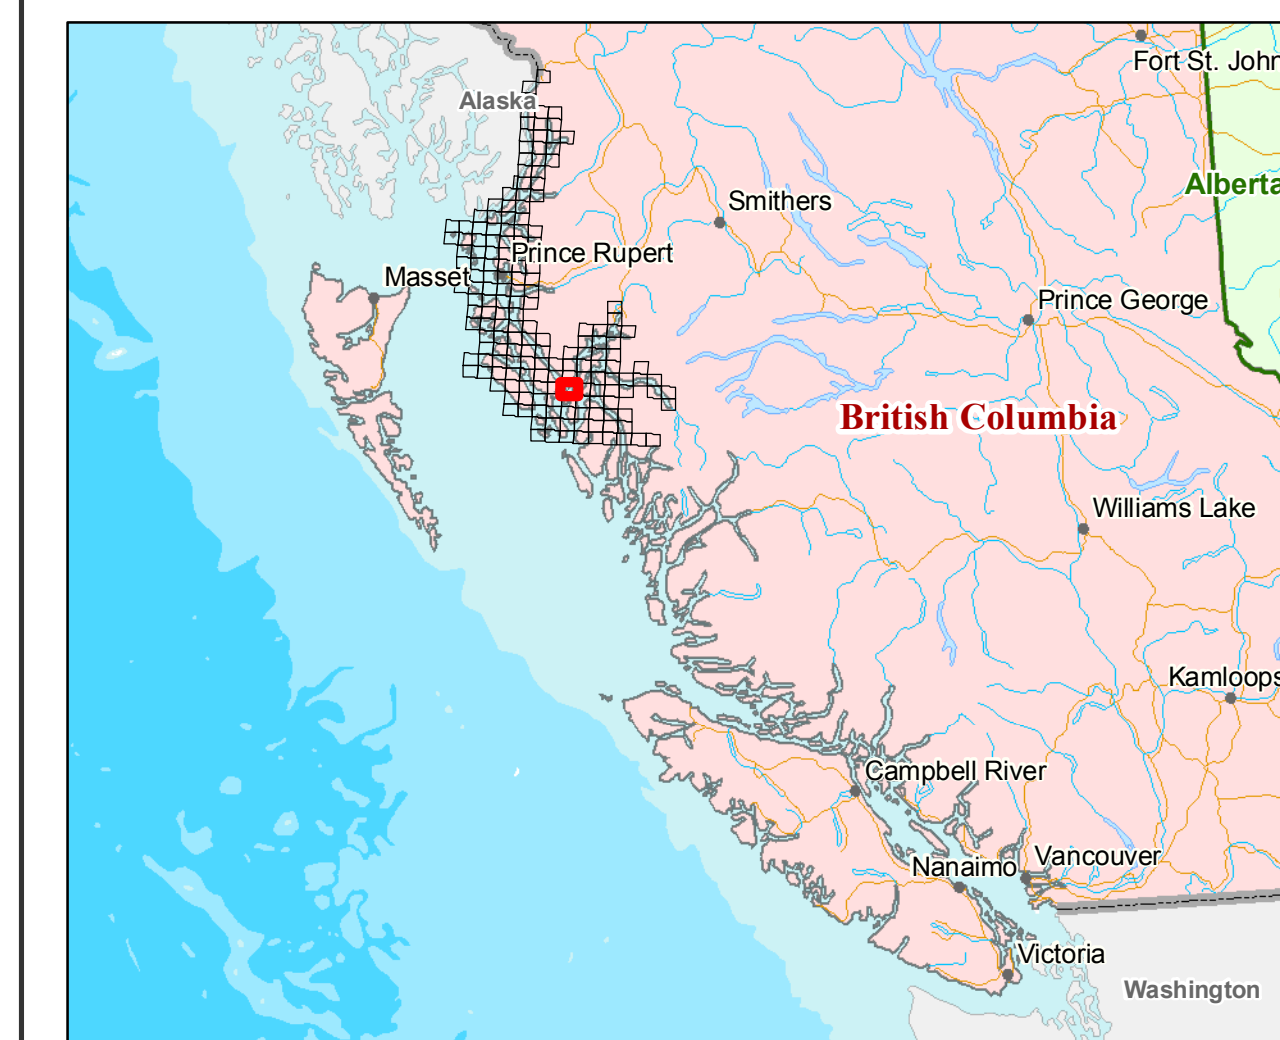 Fort St. John
Alaska
Alberta
Smithers
Prince Rupert
Masset
Prince George
British Columbia
Williams Lake
Kamloops
Campbell River
Vancouver
Nanaimo
Victoria
Washington